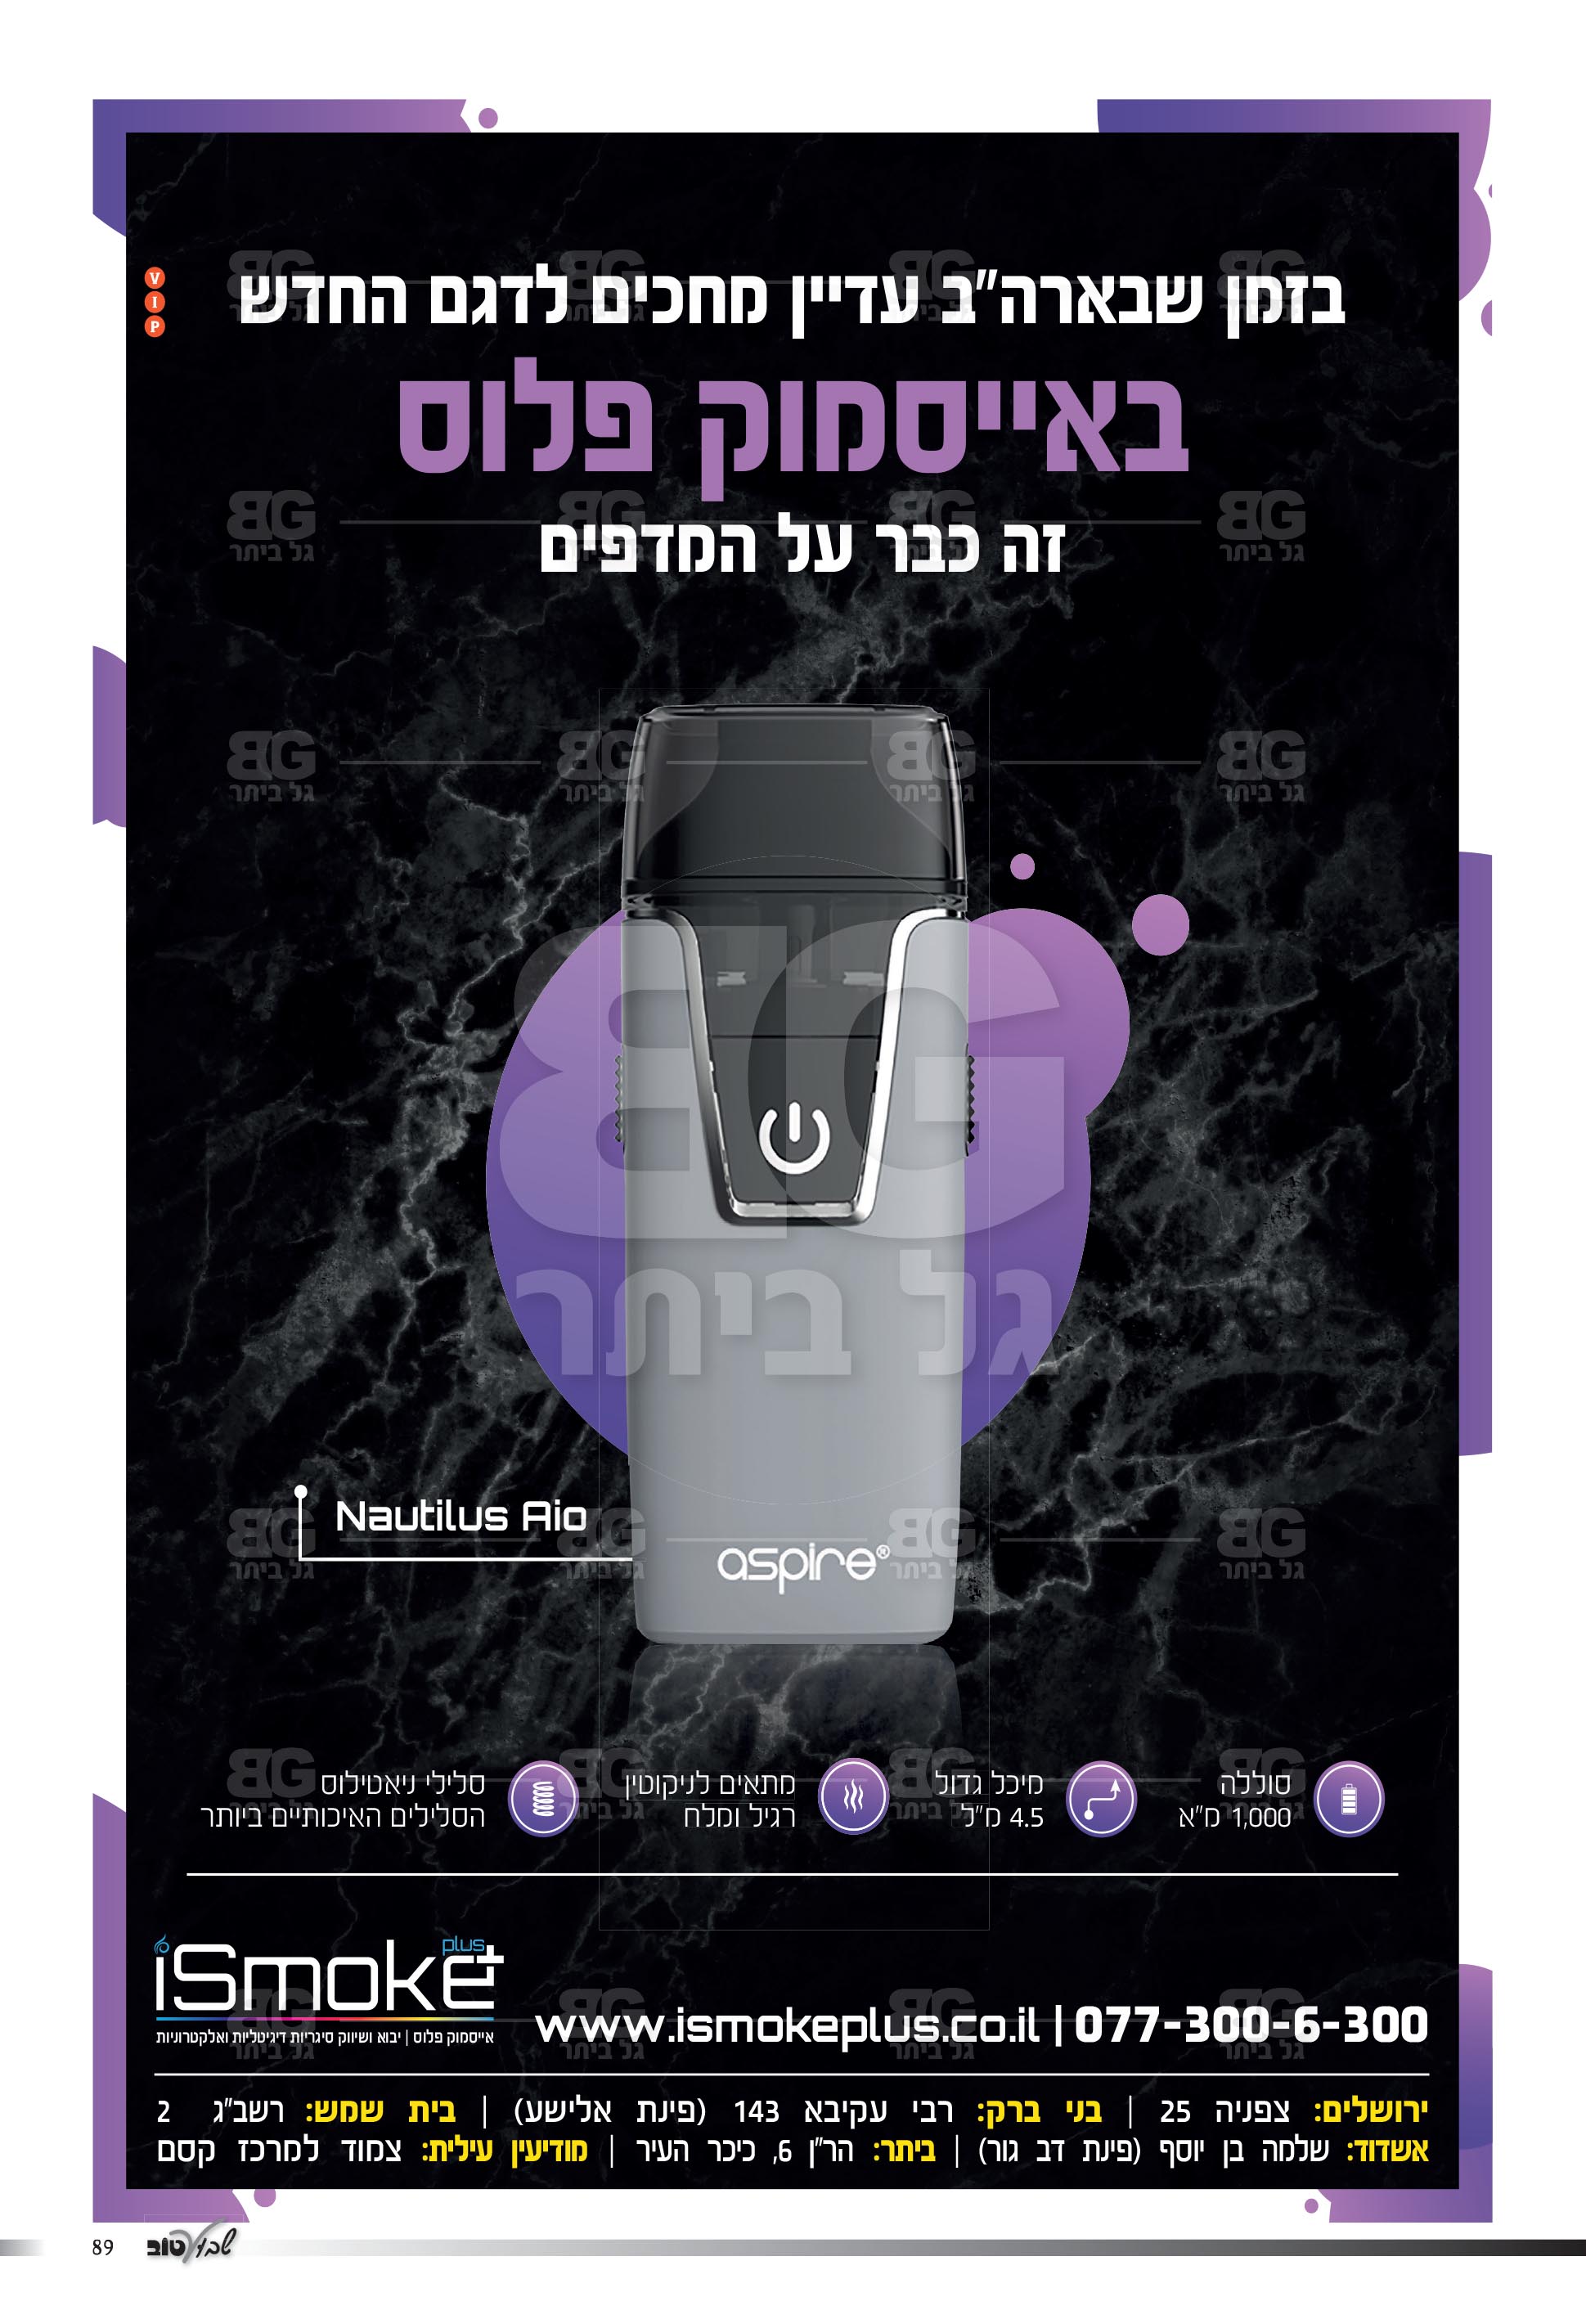 בזמן שבארה"ב עדיין מחכים לדגם החדש
VIP
באייסמוק פלוס
זה כבר על המדפים
BG
גל ביתר
Nautilus Aio
aspire®
סוללה
1,000 מ"א
מיכל גדול
4.5 מ"ל
מתאים לניקוטין
רגיל ומלח
סלילי ניאטילוס
הסלילים האיכותיים ביותר
iSmoke plus+
אייסמוק פלוס | יבוא ושיווק סיגריות דיגיטליות ואלקטרוניות
www.ismokeplus.co.il | 077-300-6-300
ירושלים: צפניה 25 | בני ברק: רבי עקיבא 143 (פינת אלישע) | בית שמש: רשב"ג 2
אשדוד: שלמה בן יוסף (פינת דב גור) | ביתר: הר"ן 6, כיכר העיר | מודיעין עילית: צמוד למרכז קסם
89 שבוע טוב